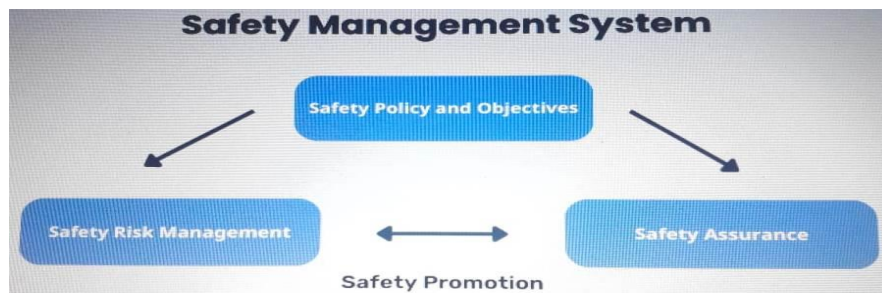 Safety Management System
Safety Policy and Objectives
Safety Risk Management
Safety Assurance
Safety Promotion